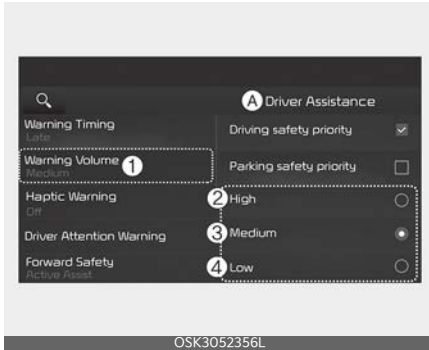 A Driver Assistance
Warning Timing
Late
Driving safety priority
Warning Volume 1
Medium
Parking safety priority
Haptic Warning
Off
2 High
Driver Attention Warning
3 Medium
Forward Safety
Active Assist
4 Low
OSK3052356L